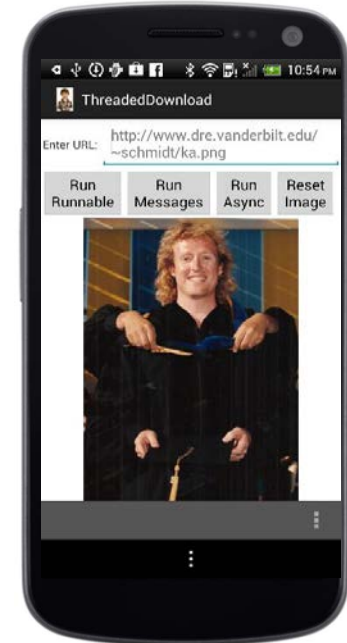 10:54 PM
ThreadedDownload
Enter URL: http://www.dre.vanderbilt.edu/
~schmidt/ka.png
Run Run Run Reset
Runnable Messages Async Image